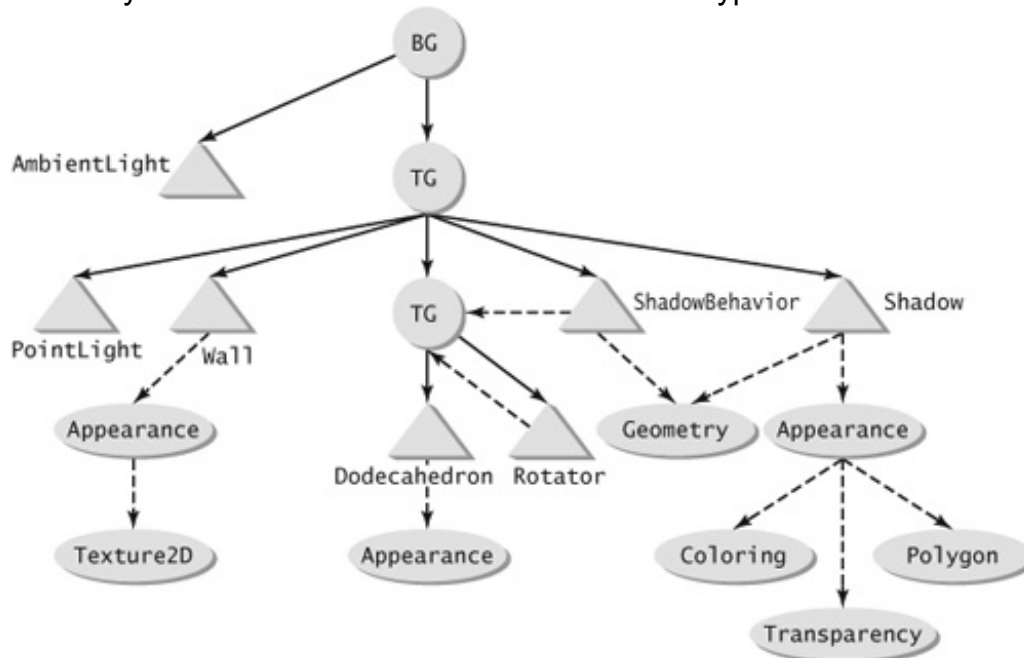 BG
AmbientLight
TG
TG
ShadowBehavior
Shadow
PointLight
Wall
Appearance
Geometry
Appearance
Dodecahedron
Rotator
Texture2D
Appearance
Coloring
Polygon
Transparency